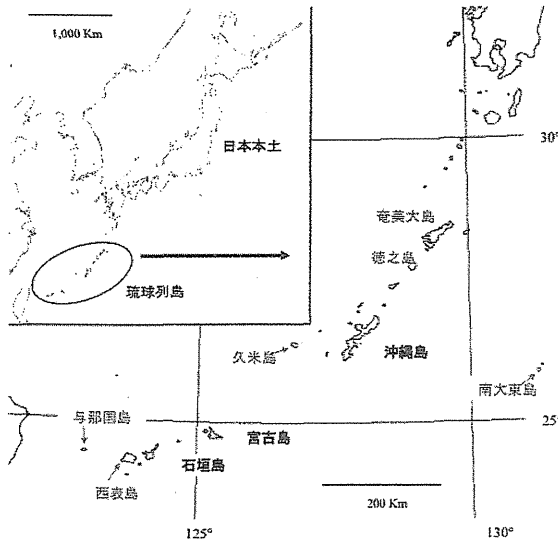 1,000 Km
日本本土
30°
奄美大島
徳之島
琉球列島
久米島
沖縄島
南大東島
与那国島
25°
宮古島
石垣島
西表島
200 Km
125°
130°